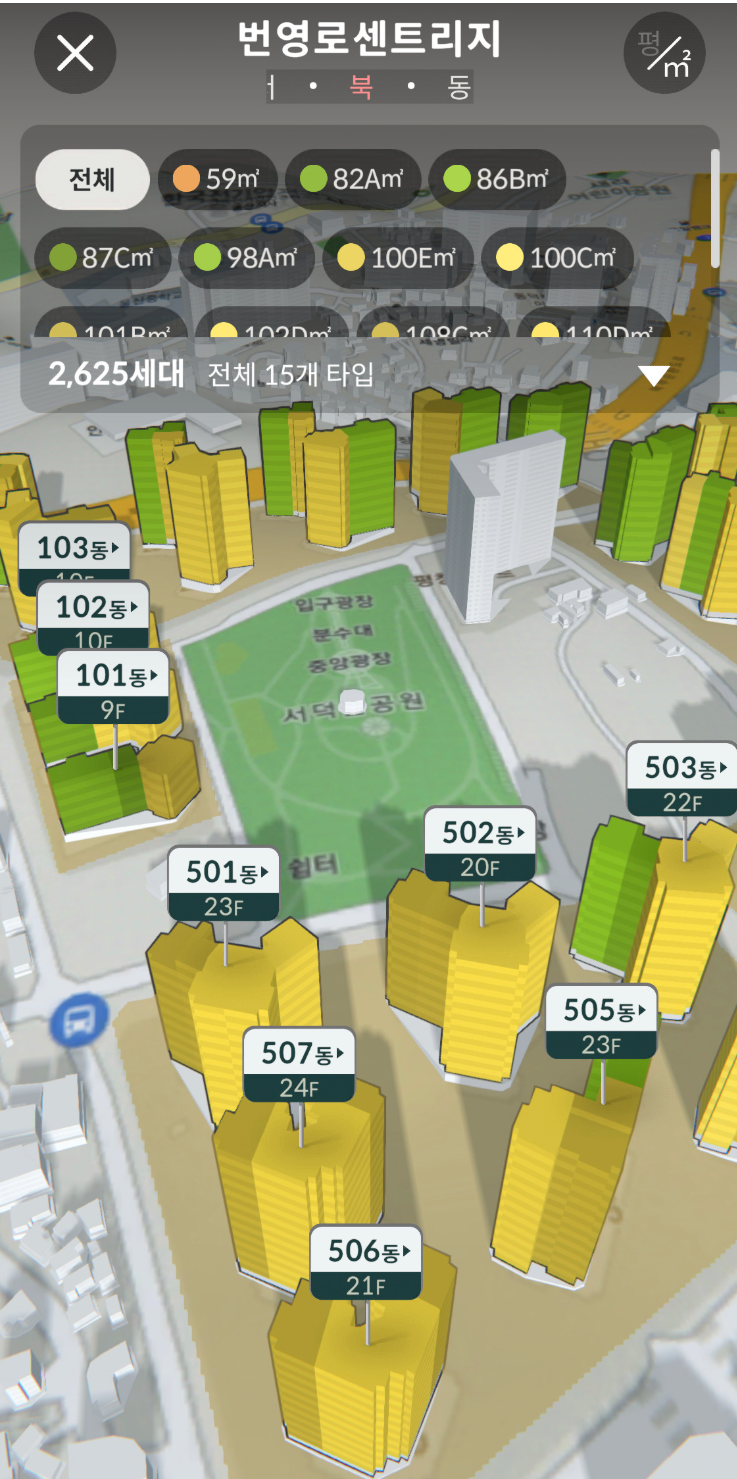 번영로센트리지
평/m²
ㅓ • 북 • 동
전체 59㎡ 82A㎡ 86B㎡
87C㎡ 98A㎡ 100E㎡ 100C㎡
101B㎡ 102D㎡ 108C㎡ 110D㎡
2,625세대 전체 15개 타입
103동
10F
102동
10F
101동
9F
입구광장
분수대
중앙광장
서덕 공원
쉼터
503동
22F
502동
20F
501동
23F
505동
23F
507동
24F
506동
21F